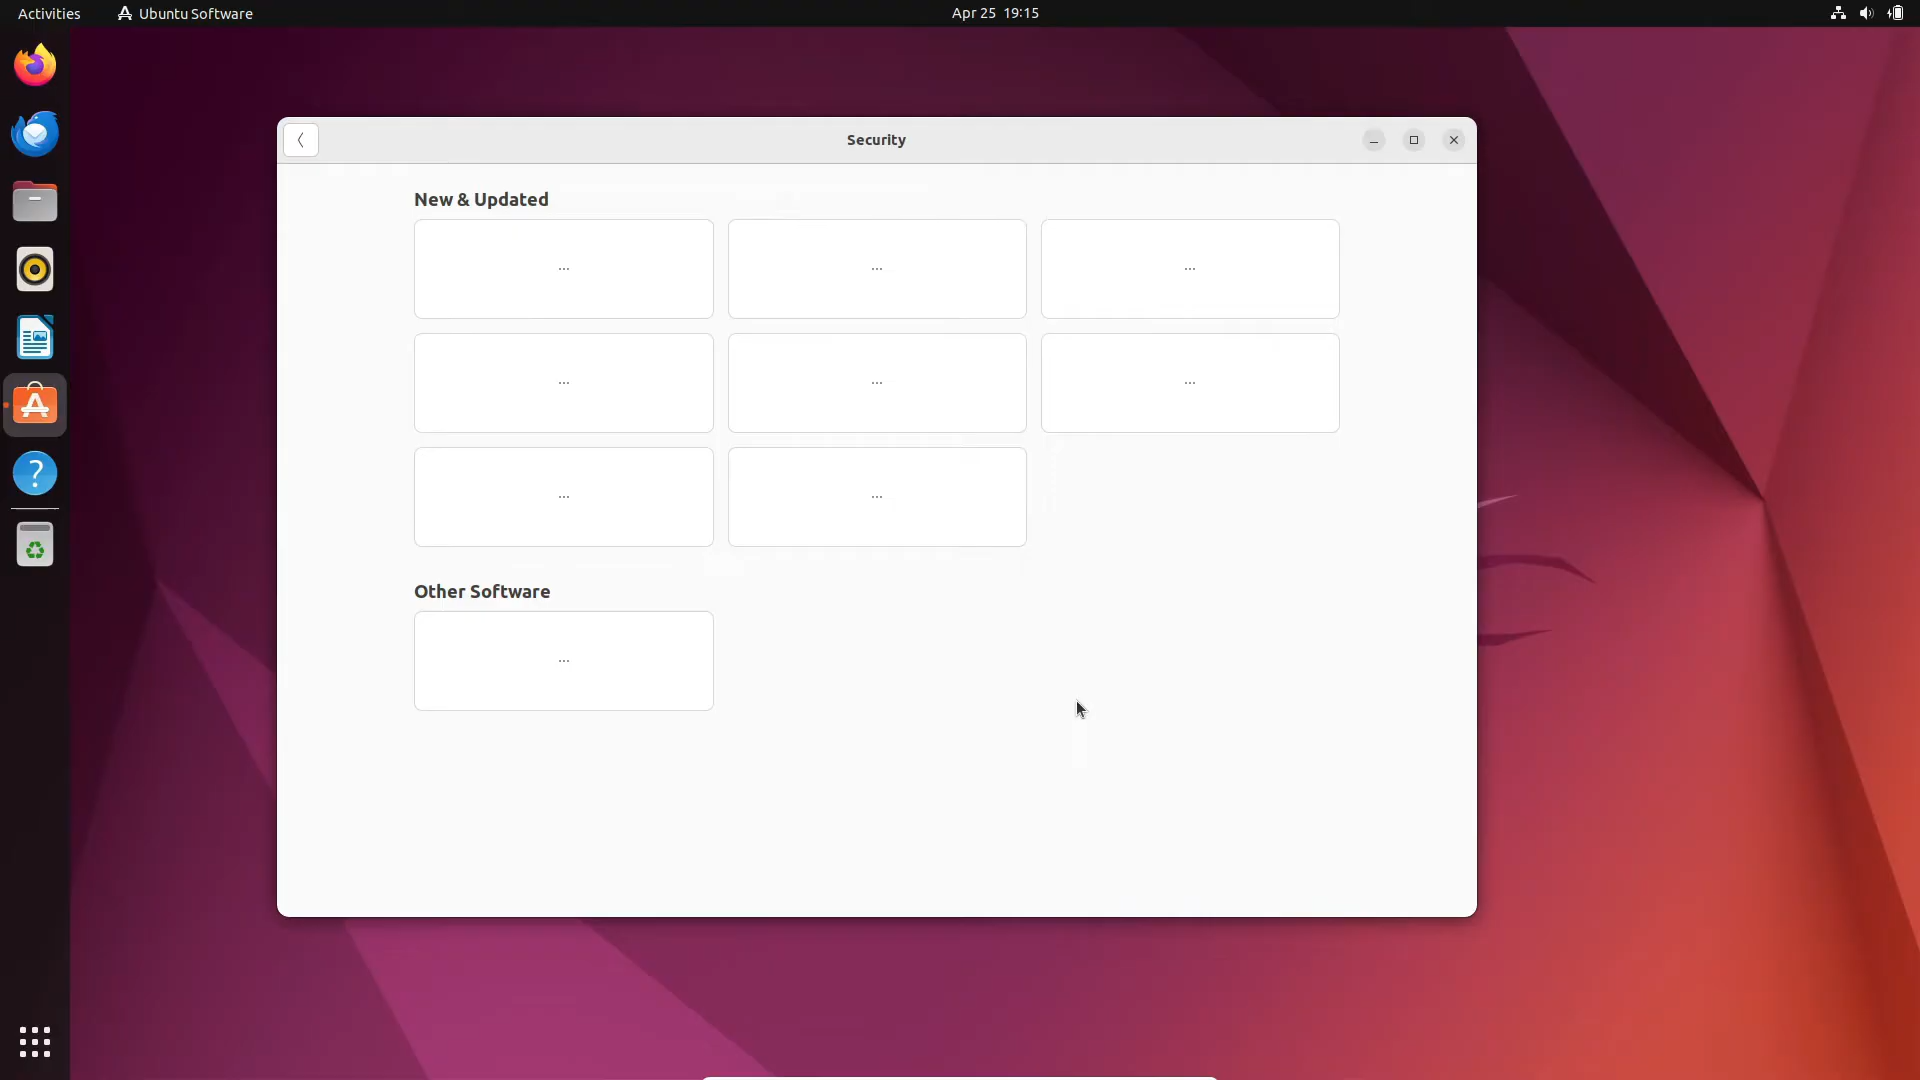 Activities
Ubuntu Software
Apr 25 19:15
Security
New & Updated
... ... ...
... ... ...
... ...
Other Software
...